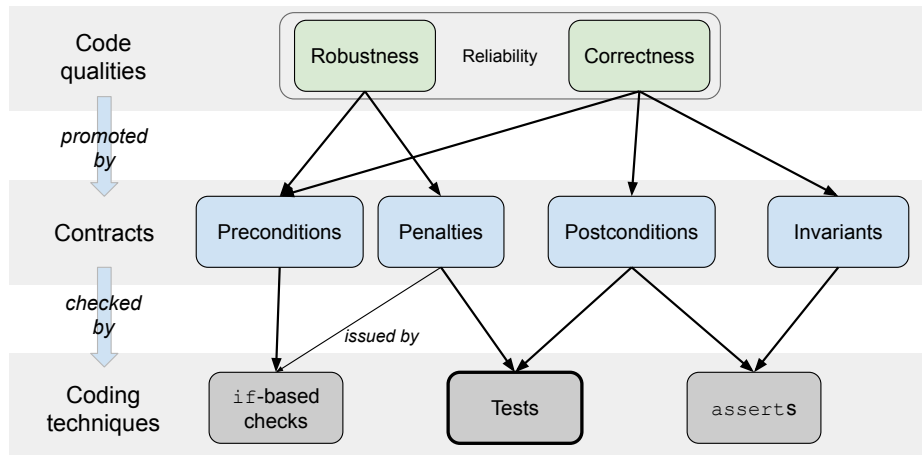 Code
qualities
Robustness
Reliability
Correctness
promoted
by
Contracts
Preconditions
Penalties
Postconditions
Invariants
checked
by
issued by
Coding
techniques
if-based
checks
Tests
asserts